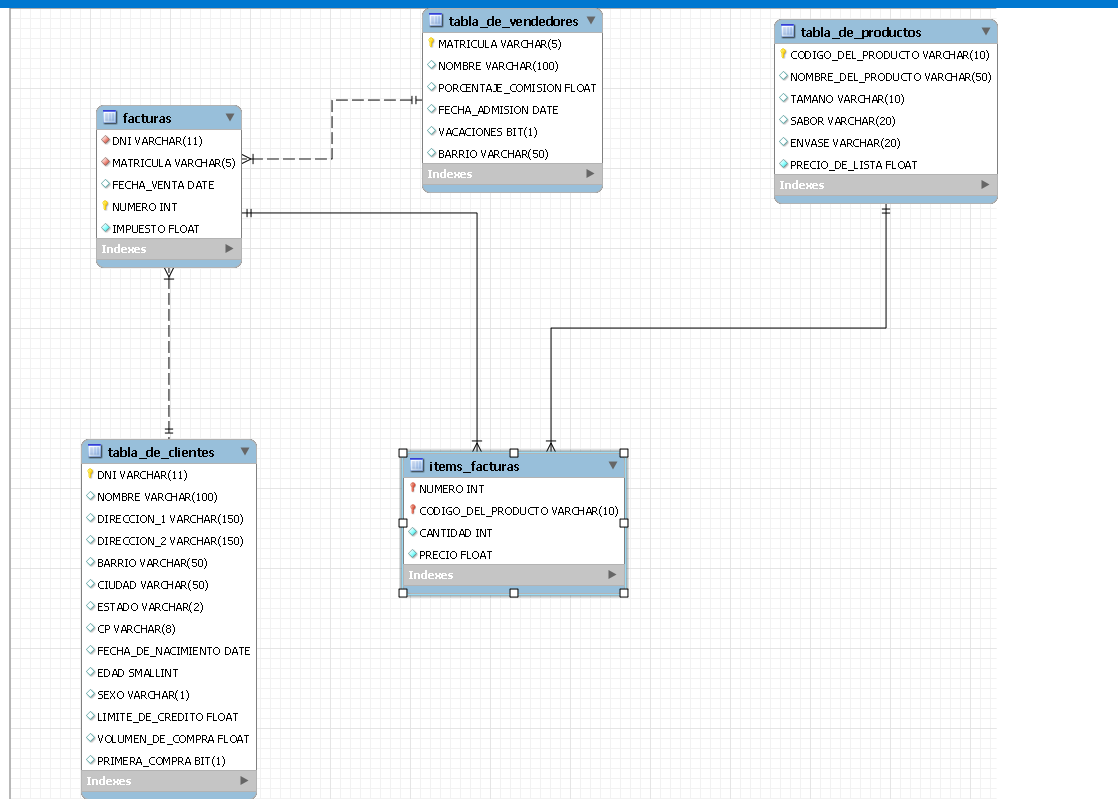 tabla_de_vendedores
MATRICULA VARCHAR(5)
NOMBRE VARCHAR(100)
PORCENTAJE_COMISION FLOAT
FECHA_ADMISION DATE
VACACIONES BIT(1)
BARRIO VARCHAR(50)
Indexes
tabla_de_productos
CODIGO_DEL_PRODUCTO VARCHAR(10)
NOMBRE_DEL_PRODUCTO VARCHAR(50)
TAMANO VARCHAR(10)
SABOR VARCHAR(20)
ENVASE VARCHAR(20)
PRECIO_DE_LISTA FLOAT
Indexes
facturas
DNI VARCHAR(11)
MATRICULA VARCHAR(5)
FECHA_VENTA DATE
NUMERO INT
IMPUESTO FLOAT
Indexes
tabla_de_clientes
DNI VARCHAR(11)
NOMBRE VARCHAR(100)
DIRECCION_1 VARCHAR(150)
DIRECCION_2 VARCHAR(150)
BARRIO VARCHAR(50)
CIUDAD VARCHAR(50)
ESTADO VARCHAR(2)
CP VARCHAR(8)
FECHA_DE_NACIMIENTO DATE
EDAD SMALLINT
SEXO VARCHAR(1)
LIMITE_DE_CREDITO FLOAT
VOLUMEN_DE_COMPRA FLOAT
PRIMERA_COMPRA BIT(1)
Indexes
items_facturas
NUMERO INT
CODIGO_DEL_PRODUCTO VARCHAR(10)
CANTIDAD INT
PRECIO FLOAT
Indexes